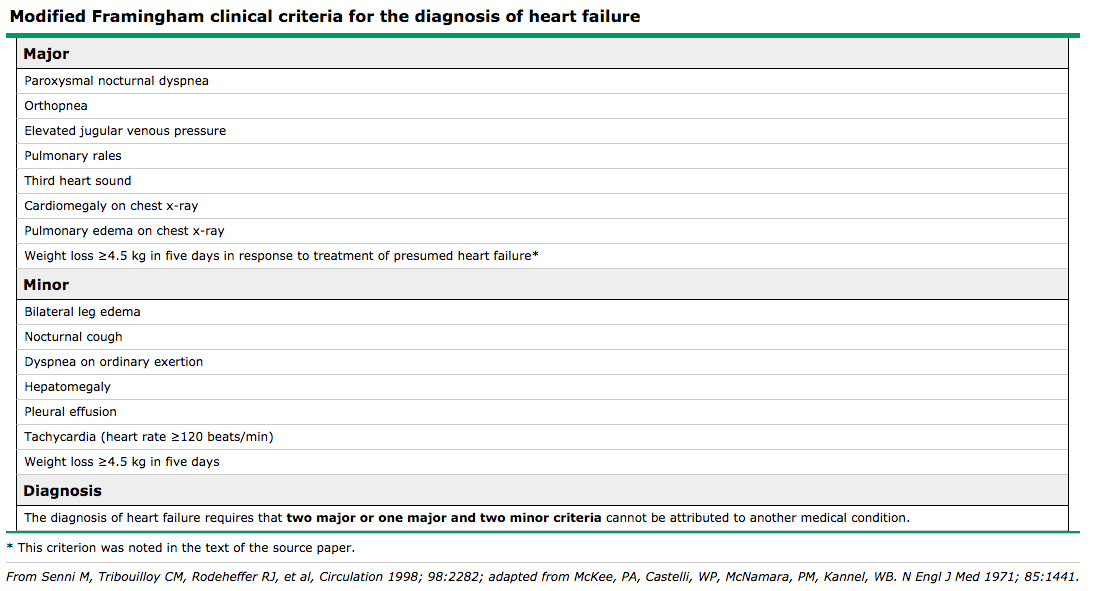 Modified Framingham clinical criteria for the diagnosis of heart failure
Major
Paroxysmal nocturnal dyspnea
Orthopnea
Elevated jugular venous pressure
Pulmonary rales
Third heart sound
Cardiomegaly on chest x-ray
Pulmonary edema on chest x-ray
Weight loss ≥4.5 kg in five days in response to treatment of presumed heart failure*
Minor
Bilateral leg edema
Nocturnal cough
Dyspnea on ordinary exertion
Hepatomegaly
Pleural effusion
Tachycardia (heart rate ≥120 beats/min)
Weight loss ≥4.5 kg in five days
Diagnosis
The diagnosis of heart failure requires that two major or one major and two minor criteria cannot be attributed to another medical condition.
* This criterion was noted in the text of the source paper.
From Senni M, Tribouilloy CM, Rodeheffer RJ, et al, Circulation 1998; 98:2282; adapted from McKee, PA, Castelli, WP, McNamara, PM, Kannel, WB. N Engl J Med 1971; 85:1441.